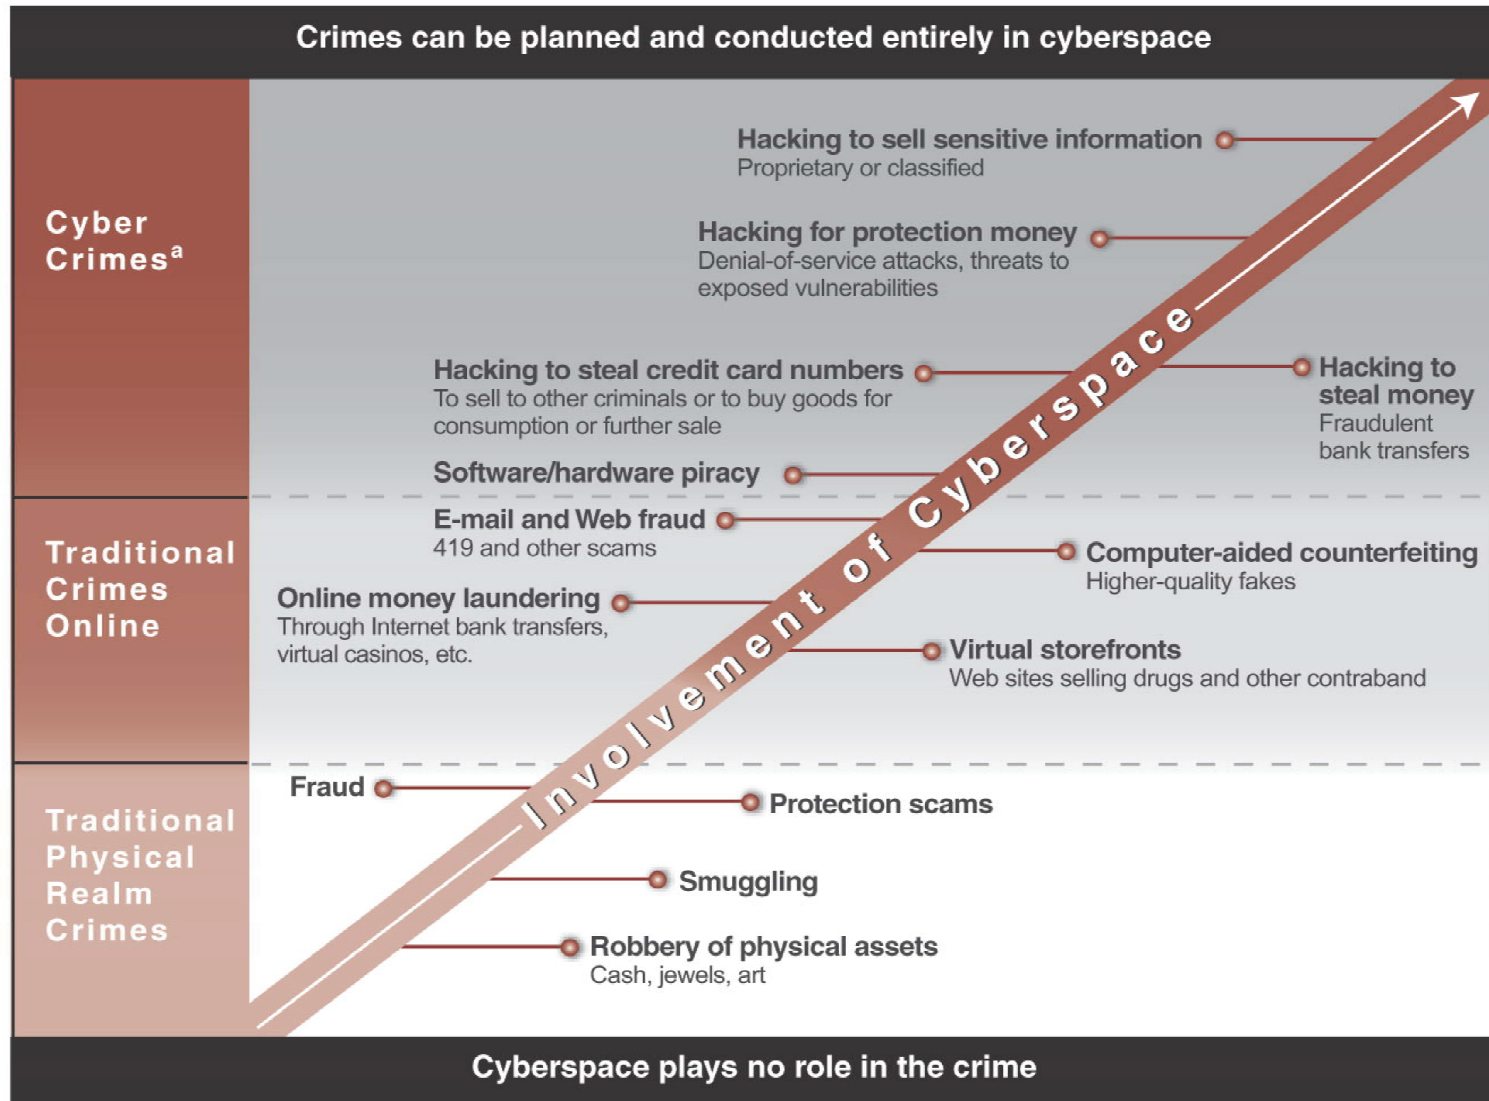 Crimes can be planned and conducted entirely in cyberspace
Cyber
Crimesᵃ
Hacking to sell sensitive information
Proprietary or classified
Hacking for protection money
Denial-of-service attacks, threats to
exposed vulnerabilities
Hacking to steal credit card numbers
To sell to other criminals or to buy goods for
consumption or further sale
Hacking to
steal money
Fraudulent
bank transfers
Software/hardware piracy
Traditional
Crimes
Online
E-mail and Web fraud
419 and other scams
Computer-aided counterfeiting
Higher-quality fakes
Online money laundering
Through Internet bank transfers,
virtual casinos, etc.
Virtual storefronts
Web sites selling drugs and other contraband
Involvement of Cyberspace
Traditional
Physical
Realm
Crimes
Fraud
Protection scams
Smuggling
Robbery of physical assets
Cash, jewels, art
Cyberspace plays no role in the crime